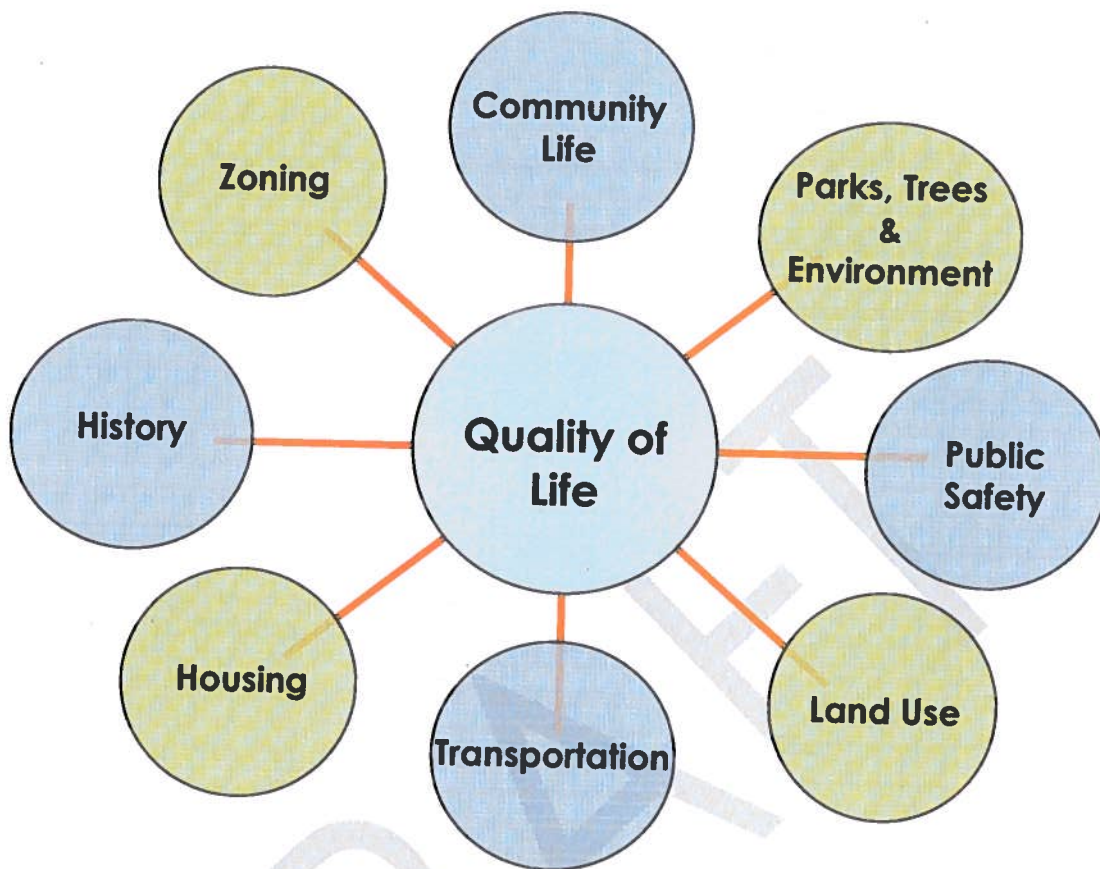 Community
Life
Zoning
Parks, Trees
&
Environment
History
Quality of
Life
Public
Safety
Housing
Land Use
Transportation